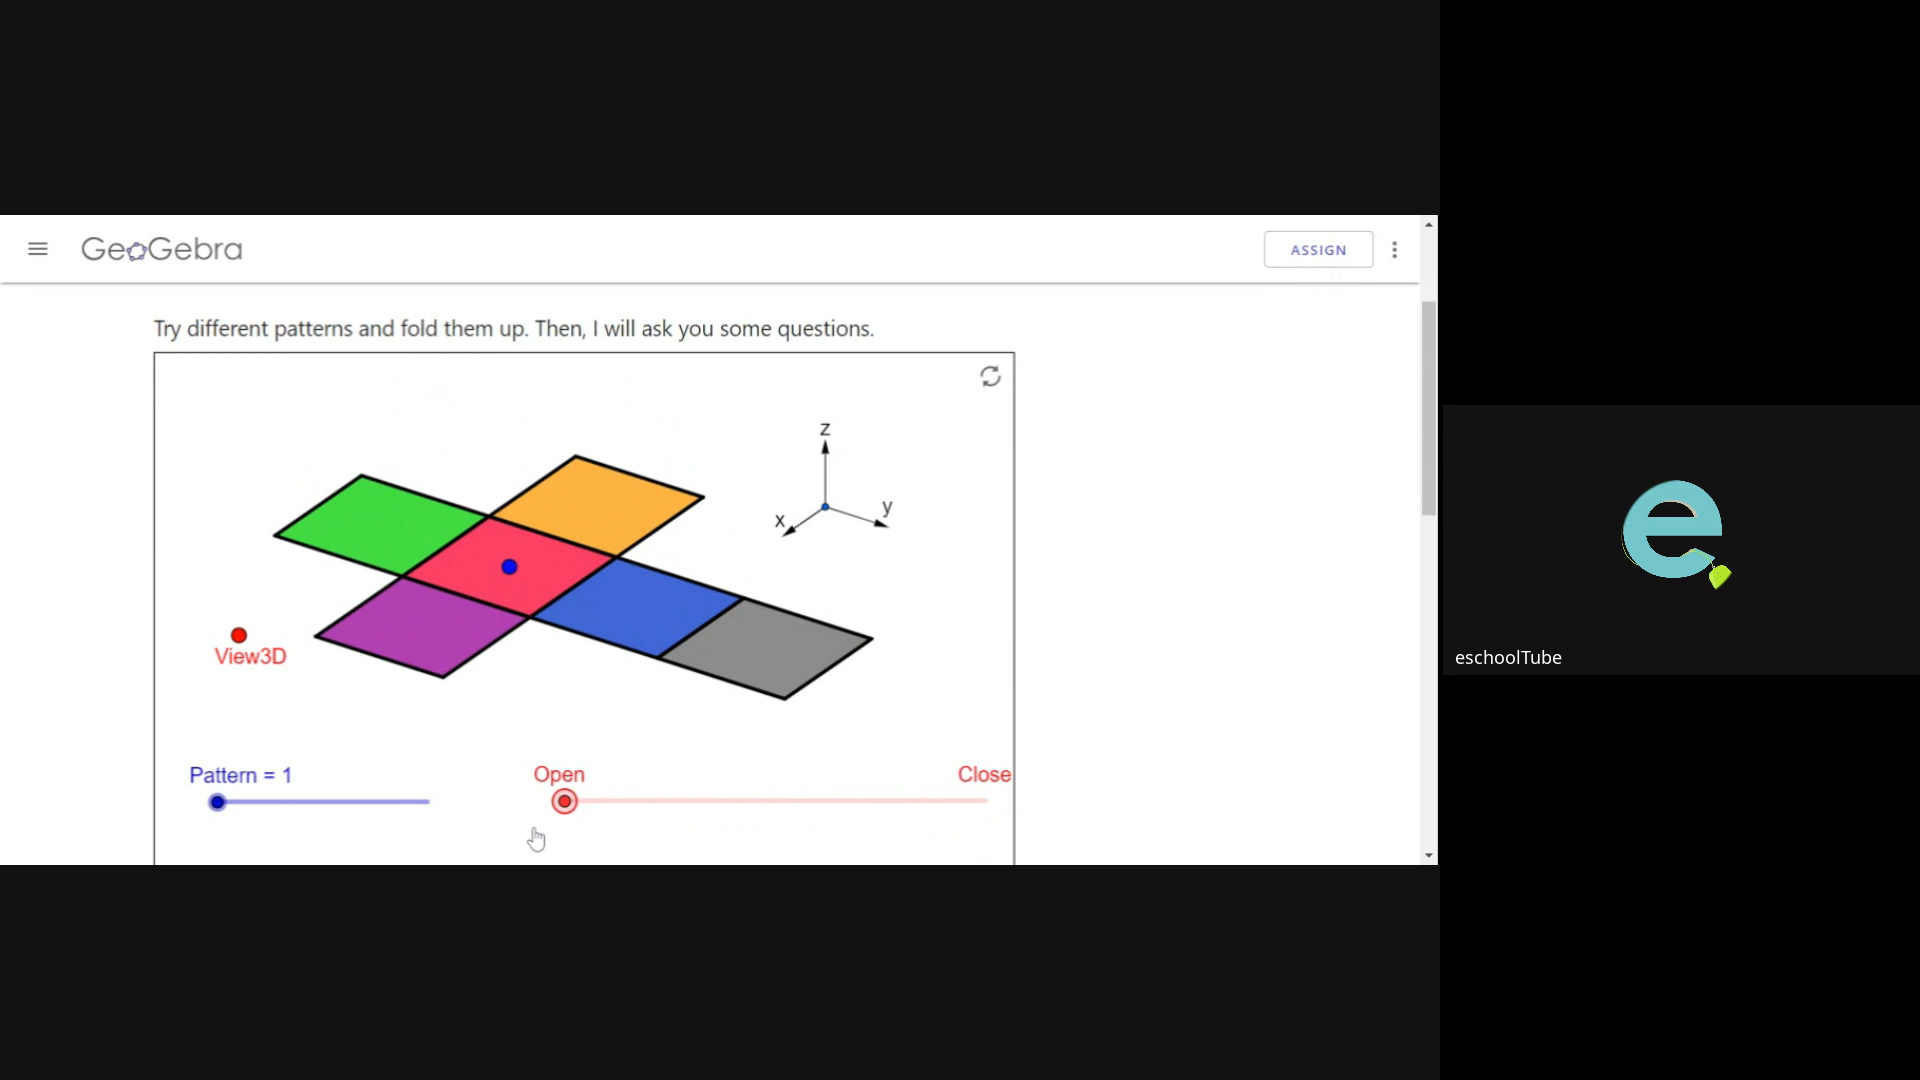 GeoGebra
ASSIGN
Try different patterns and fold them up. Then, I will ask you some questions.
z
x
y
View3D
Pattern = 1
Open
Close
e
eschoolTube